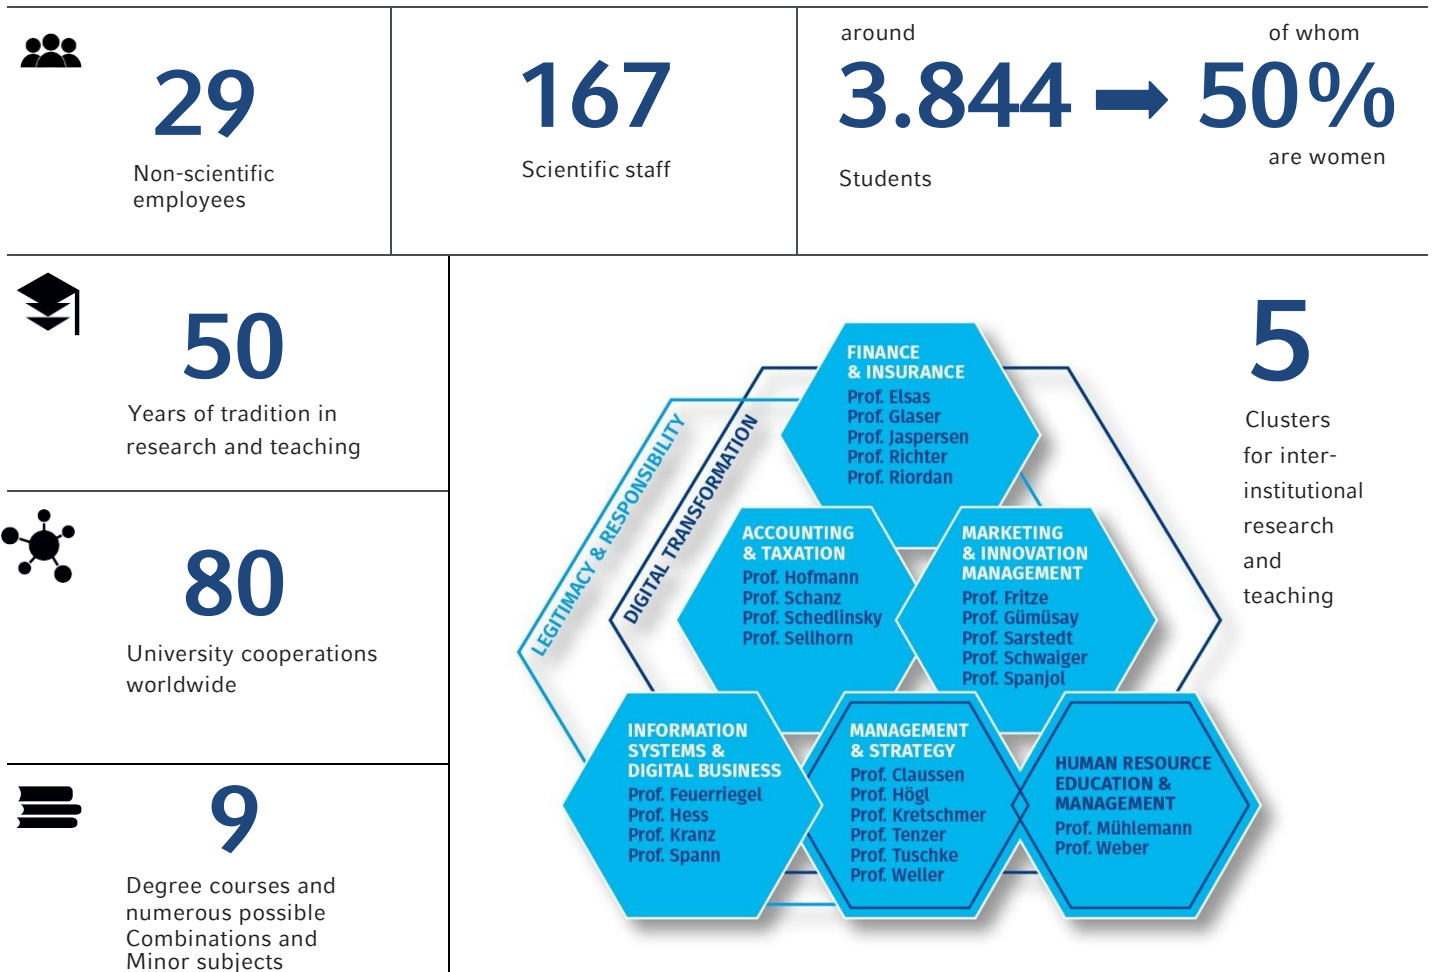 29
Non-scientific
employees
167
Scientific staff
around
3.844
Students
of whom
50%
are women
50
Years of tradition in
research and teaching
80
University cooperations
worldwide
9
Degree courses and
numerous possible
Combinations and
Minor subjects
LEGITIMACY & RESPONSIBILITY
DIGITAL TRANSFORMATION
FINANCE
& INSURANCE
Prof. Elsas
Prof. Glaser
Prof. Jaspersen
Prof. Richter
Prof. Riordan
ACCOUNTING
& TAXATION
Prof. Hofmann
Prof. Schanz
Prof. Schedlinsky
Prof. Sellhorn
MARKETING
& INNOVATION
MANAGEMENT
Prof. Fritze
Prof. Gümüsay
Prof. Sarstedt
Prof. Schwaiger
Prof. Spanjol
INFORMATION
SYSTEMS &
DIGITAL BUSINESS
Prof. Feuerriegel
Prof. Hess
Prof. Kranz
Prof. Spann
MANAGEMENT
& STRATEGY
Prof. Claussen
Prof. Högl
Prof. Kretschmer
Prof. Tenzer
Prof. Tuschke
Prof. Weller
HUMAN RESOURCE
EDUCATION &
MANAGEMENT
Prof. Mühlemann
Prof. Weber
5
Clusters
for inter-
institutional
research
and
teaching